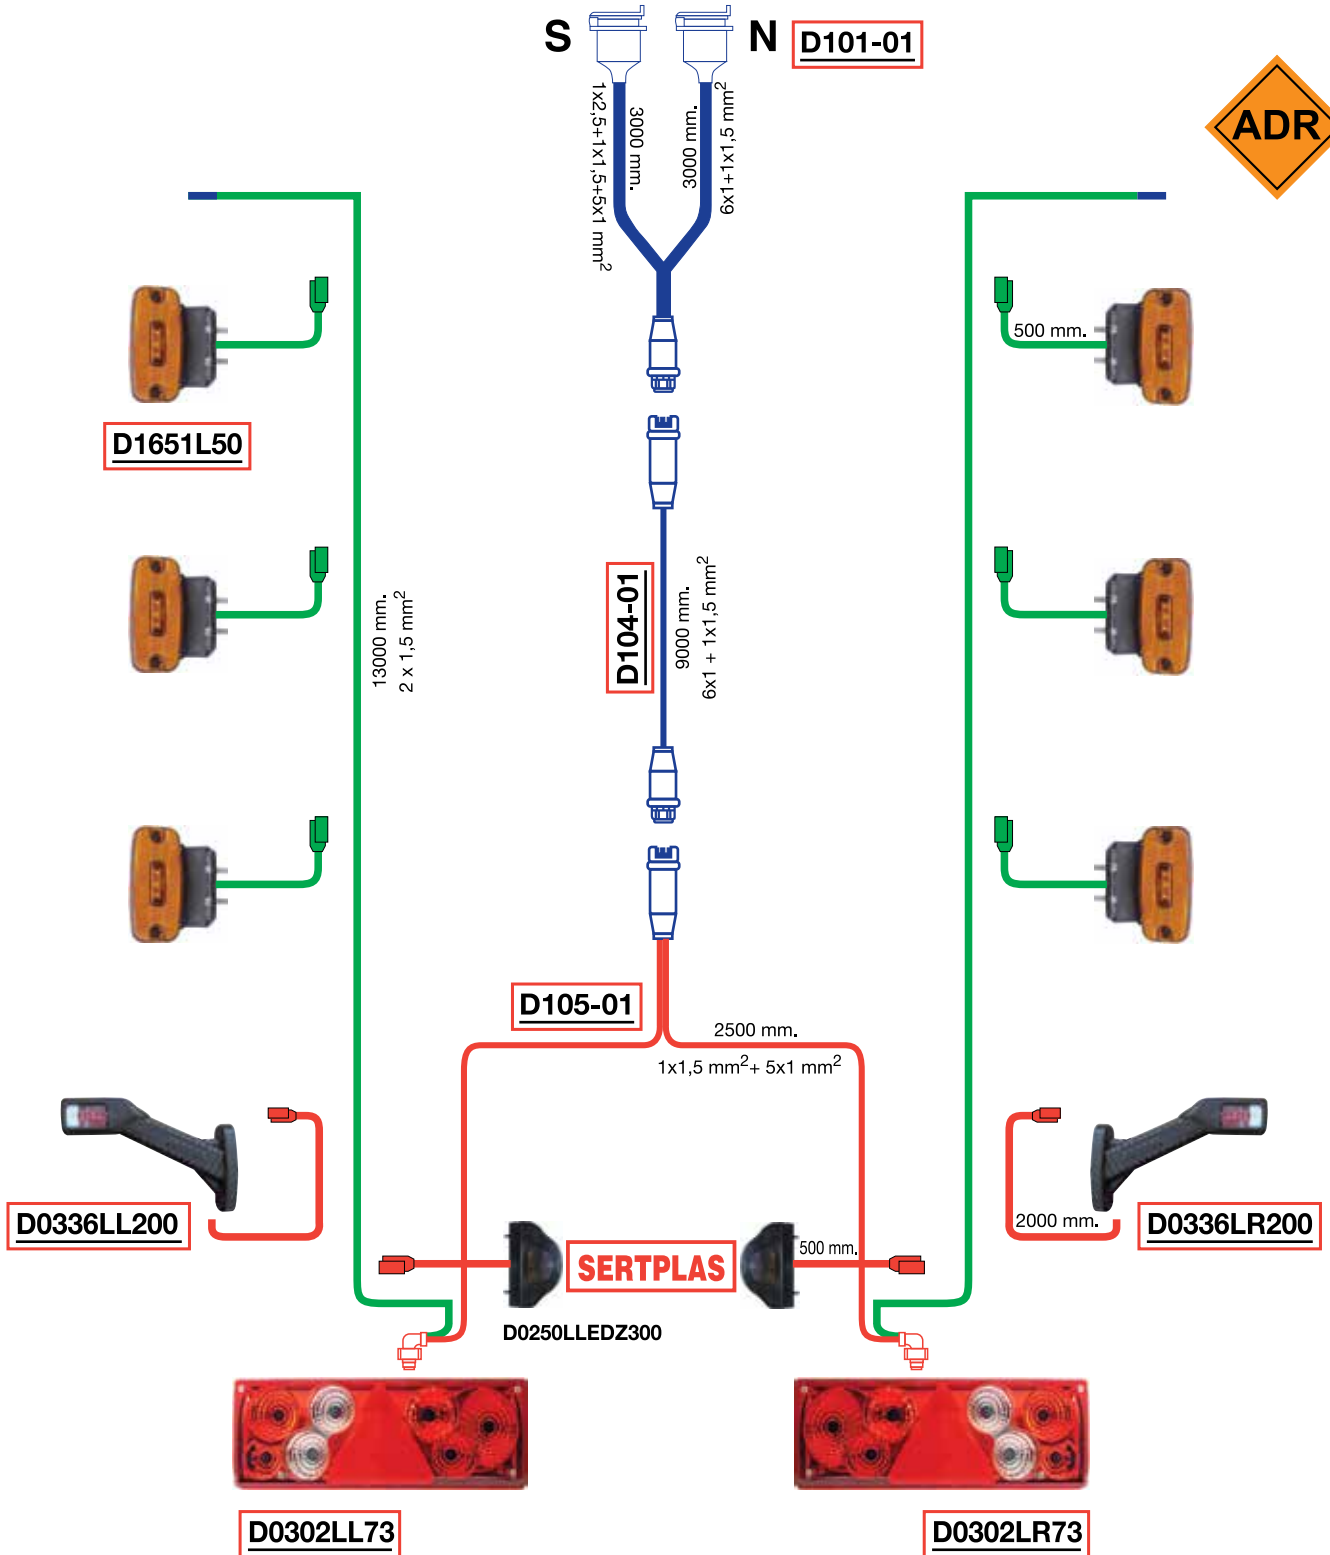 S
N
D101-01
ADR
1x2,5+1x1,5+5x1 mm²
3000 mm.
3000 mm.
6x1+1x1,5 mm²
500 mm.
D1651L50
D104-01
9000 mm.
6x1 + 1x1,5 mm²
13000 mm.
2 x 1,5 mm²
D105-01
2500 mm.
1x1,5 mm²+ 5x1 mm²
D0336LL200
2000 mm.
D0336LR200
SERTPLAS
500 mm.
D0250LLEDZ300
D0302LL73
D0302LR73